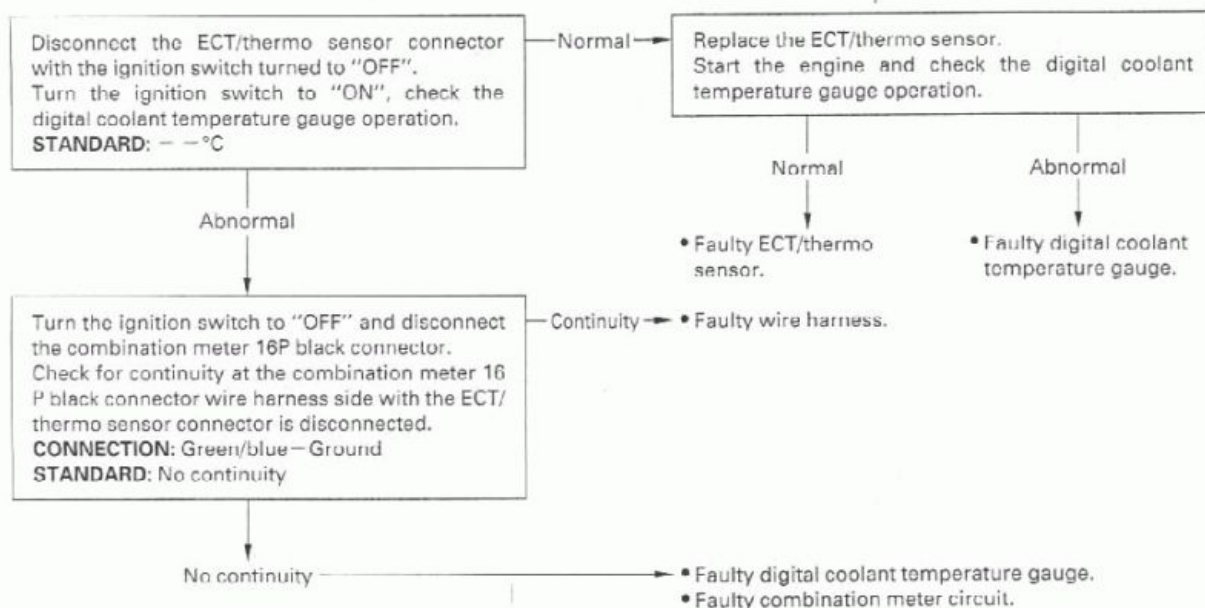 Disconnect the ECT/thermo sensor connector
with the ignition switch turned to "OFF".
Turn the ignition switch to "ON", check the
digital coolant temperature gauge operation.
STANDARD: – –°C
Normal
Replace the ECT/thermo sensor.
Start the engine and check the digital coolant
temperature gauge operation.
Abnormal
Normal
Abnormal
• Faulty ECT/thermo
sensor.
• Faulty digital coolant
temperature gauge.
Turn the ignition switch to "OFF" and disconnect
the combination meter 16P black connector.
Check for continuity at the combination meter 16
P black connector wire harness side with the ECT/
thermo sensor connector is disconnected.
CONNECTION: Green/blue–Ground
STANDARD: No continuity
Continuity
• Faulty wire harness.
No continuity
• Faulty digital coolant temperature gauge.
• Faulty combination meter circuit.